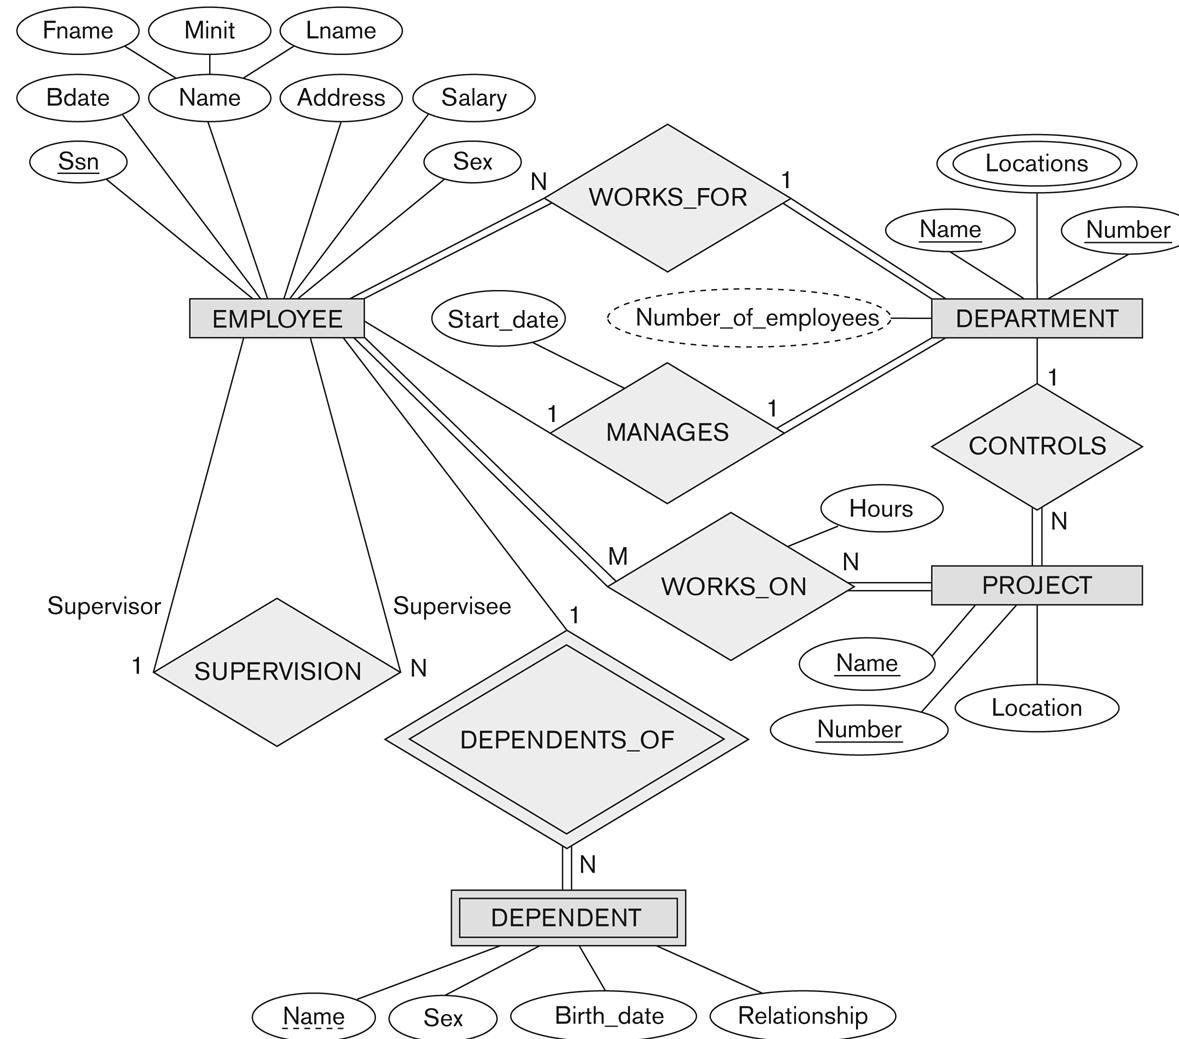 Fname
Minit
Lname
Bdate
Name
Address
Salary
Ssn
Sex
N
WORKS_FOR
1
Locations
Name
Number
EMPLOYEE
Start_date
Number_of_employees
DEPARTMENT
1
MANAGES
1
1
CONTROLS
N
Hours
M
WORKS_ON
N
PROJECT
Supervisor
Supervisee
1
SUPERVISION
N
1
Name
Number
Location
DEPENDENTS_OF
N
DEPENDENT
Name
Sex
Birth_date
Relationship